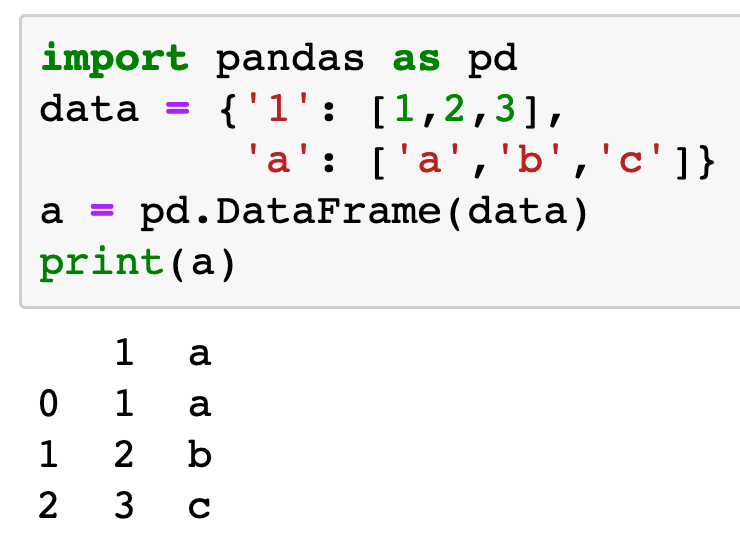 import pandas as pd
data = {'1': [1,2,3],
        'a': ['a','b','c']}
a = pd.DataFrame(data)
print(a)
   1  a
0  1  a
1  2  b
2  3  c